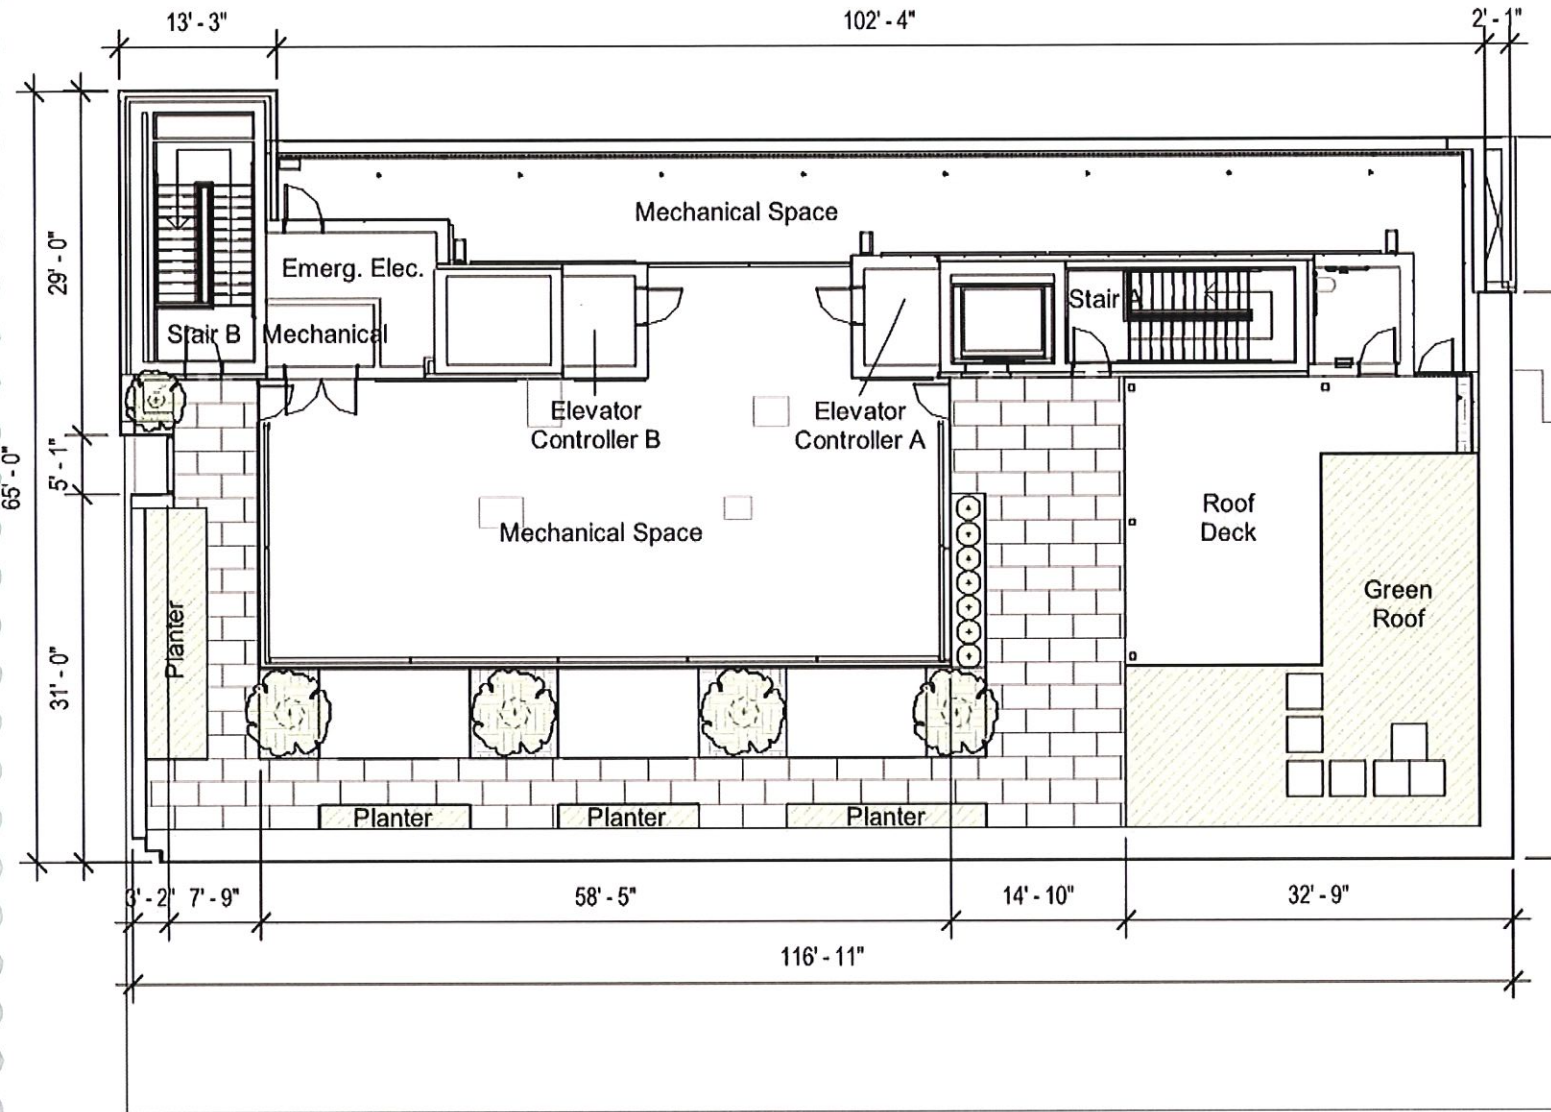 13' - 3"
102' - 4"
2' - 1"
Mechanical Space
29' - 0"
Emerg. Elec.
Stair A
Stair B
Mechanical
Elevator
Controller B
Elevator
Controller A
5' - 1"
65' - 0"
Mechanical Space
Roof
Deck
Green
Roof
Planter
31' - 0"
Planter
Planter
Planter
3' - 2"
7' - 9"
58' - 5"
14' - 10"
32' - 9"
116' - 11"